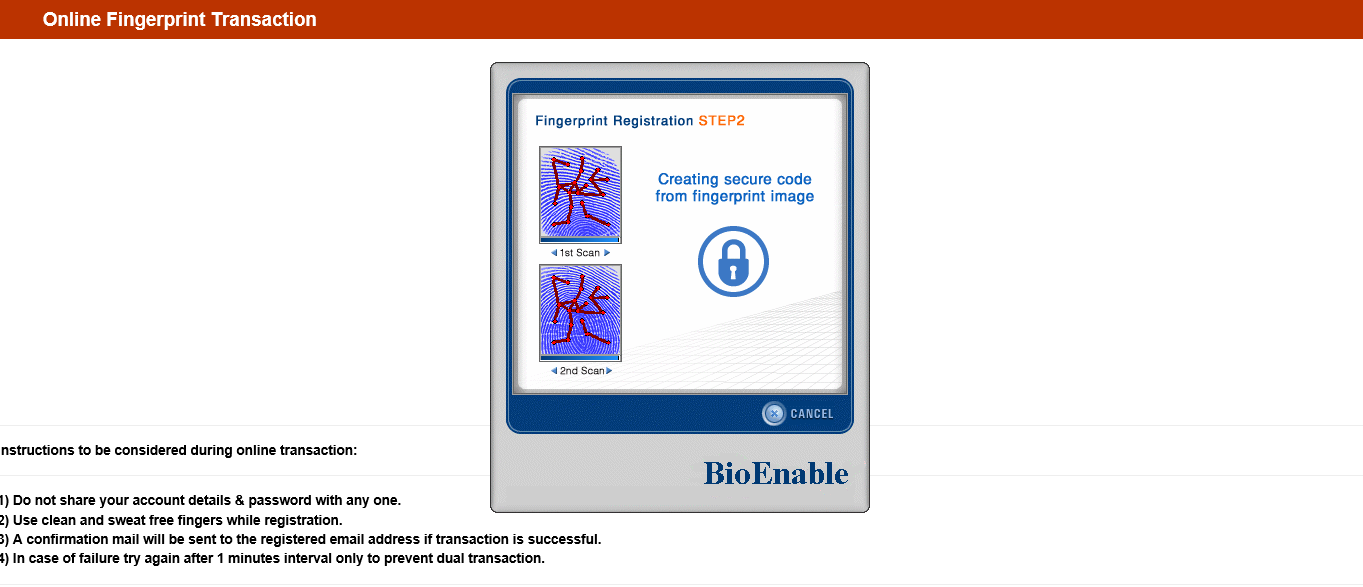 Online Fingerprint Transaction
Fingerprint Registration STEP2
Creating secure code
from fingerprint image
1st Scan
2nd Scan
CANCEL
BioEnable
nstructions to be considered during online transaction:
1) Do not share your account details & password with any one.
2) Use clean and sweat free fingers while registration.
3) A confirmation mail will be sent to the registered email address if transaction is successful.
4) In case of failure try again after 1 minutes interval only to prevent dual transaction.